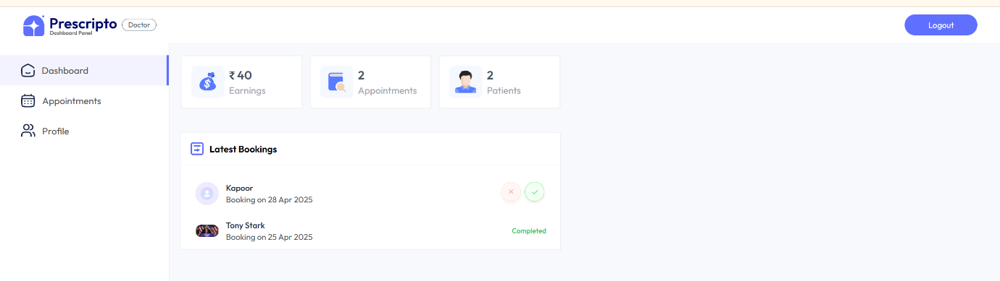 Prescripto
Dashboard Panel
Doctor
Logout
Dashboard
Appointments
Profile
₹ 40
Earnings
2
Appointments
2
Patients
Latest Bookings
Kapoor
Booking on 28 Apr 2025
Tony Stark
Booking on 25 Apr 2025
Completed